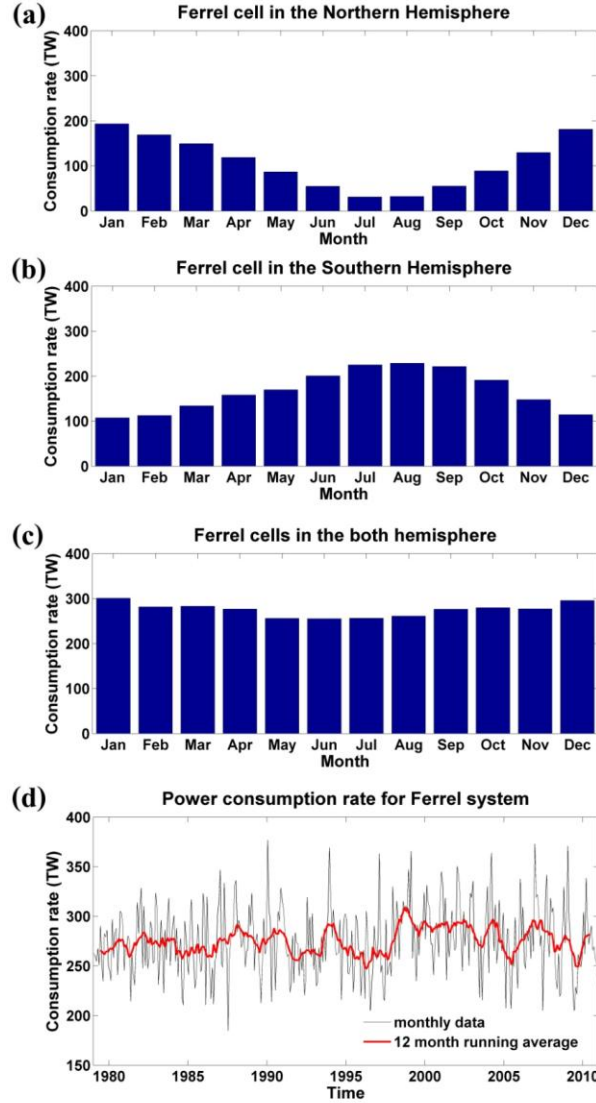 (a)
Ferrel cell in the Northern Hemisphere
Consumption rate (TW)
400
300
200
100
0
Jan Feb Mar Apr May Jun Jul Aug Sep Oct Nov Dec
Month
(b)
Ferrel cell in the Southern Hemisphere
Consumption rate (TW)
400
300
200
100
0
Jan Feb Mar Apr May Jun Jul Aug Sep Oct Nov Dec
Month
(c)
Ferrel cells in the both hemisphere
Consumption rate (TW)
400
300
200
100
0
Jan Feb Mar Apr May Jun Jul Aug Sep Oct Nov Dec
Month
(d)
Power consumption rate for Ferrel system
Consumption rate (TW)
400
350
300
250
200
150
monthly data
12 month running average
1980 1985 1990 1995 2000 2005 2010
Time